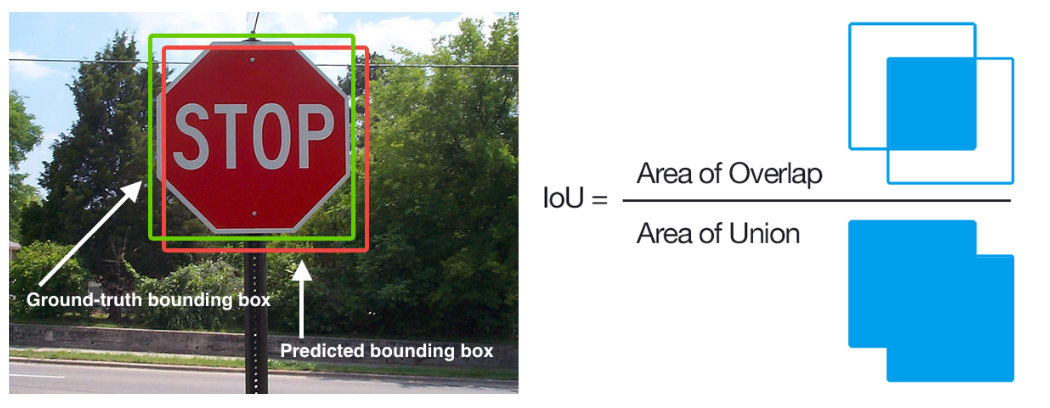 STOP
Ground-truth bounding box
Predicted bounding box
IoU =
Area of Overlap
Area of Union